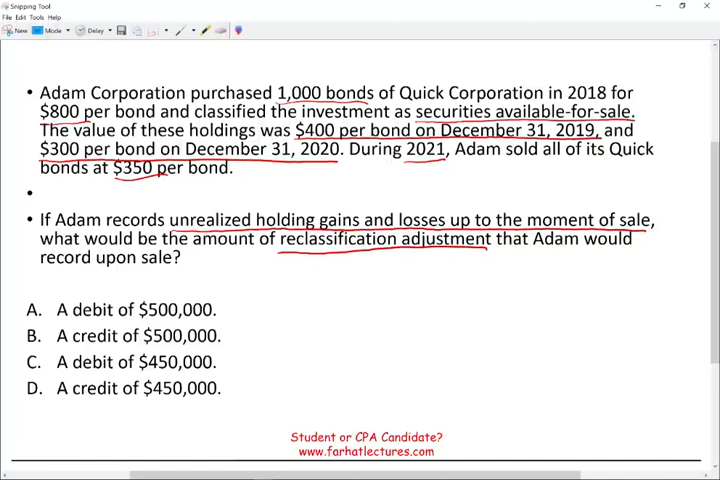 Snipping Tool
File Edit Tools Help
New Mode Delay
• Adam Corporation purchased 1,000 bonds of Quick Corporation in 2018 for
$800 per bond and classified the investment as securities available-for-sale.
The value of these holdings was $400 per bond on December 31, 2019, and
$300 per bond on December 31, 2020. During 2021, Adam sold all of its Quick
bonds at $350 per bond.
•
• If Adam records unrealized holding gains and losses up to the moment of sale,
what would be the amount of reclassification adjustment that Adam would
record upon sale?
A. A debit of $500,000.
B. A credit of $500,000.
C. A debit of $450,000.
D. A credit of $450,000.
Student or CPA Candidate?
www.farhatlectures.com